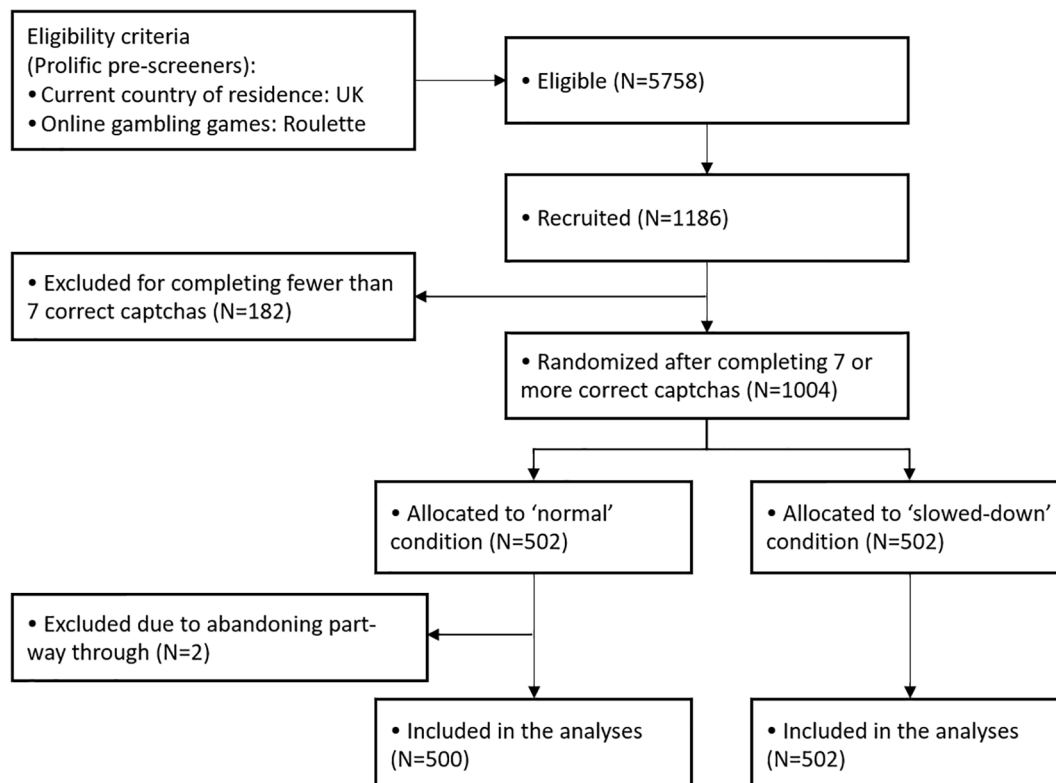 Eligibility criteria
(Prolific pre-screeners):
• Current country of residence: UK
• Online gambling games: Roulette
• Eligible (N=5758)
• Recruited (N=1186)
• Excluded for completing fewer than
7 correct captchas (N=182)
• Randomized after completing 7 or
more correct captchas (N=1004)
• Allocated to ‘normal’
condition (N=502)
• Allocated to ‘slowed-down’
condition (N=502)
• Excluded due to abandoning part-
way through (N=2)
• Included in the analyses
(N=500)
• Included in the analyses
(N=502)